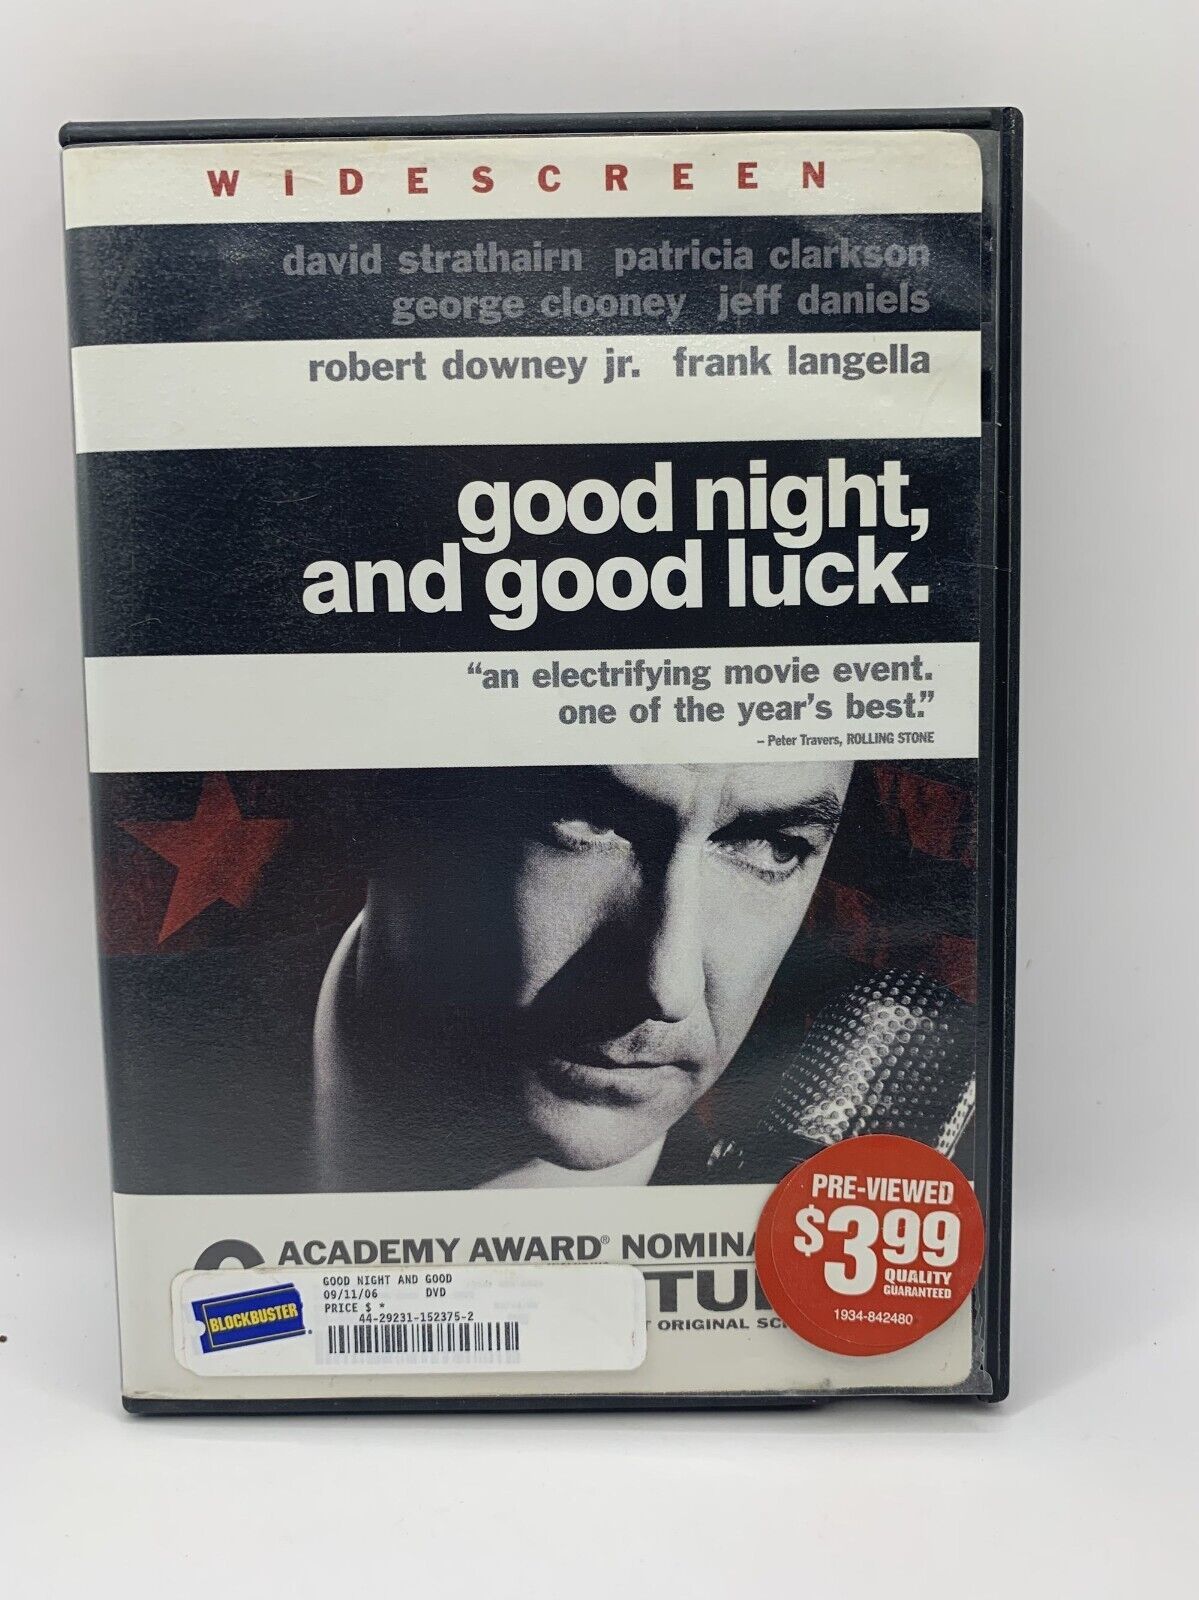 WIDESCREEN
david strathairn patricia clarkson
george clooney jeff daniels
robert downey jr. frank langella
good night,
and good luck.
“an electrifying movie event.
one of the year's best.”
– Peter Travers, ROLLING STONE
ACADEMY AWARD® NOMINA
TU
ORIGINAL SC
BLOCKBUSTER
GOOD NIGHT AND GOOD
09/11/06 DVD
PRICE $ *
44-29231-152375-2
PRE-VIEWED
$3.99
QUALITY
GUARANTEED
1934-842480